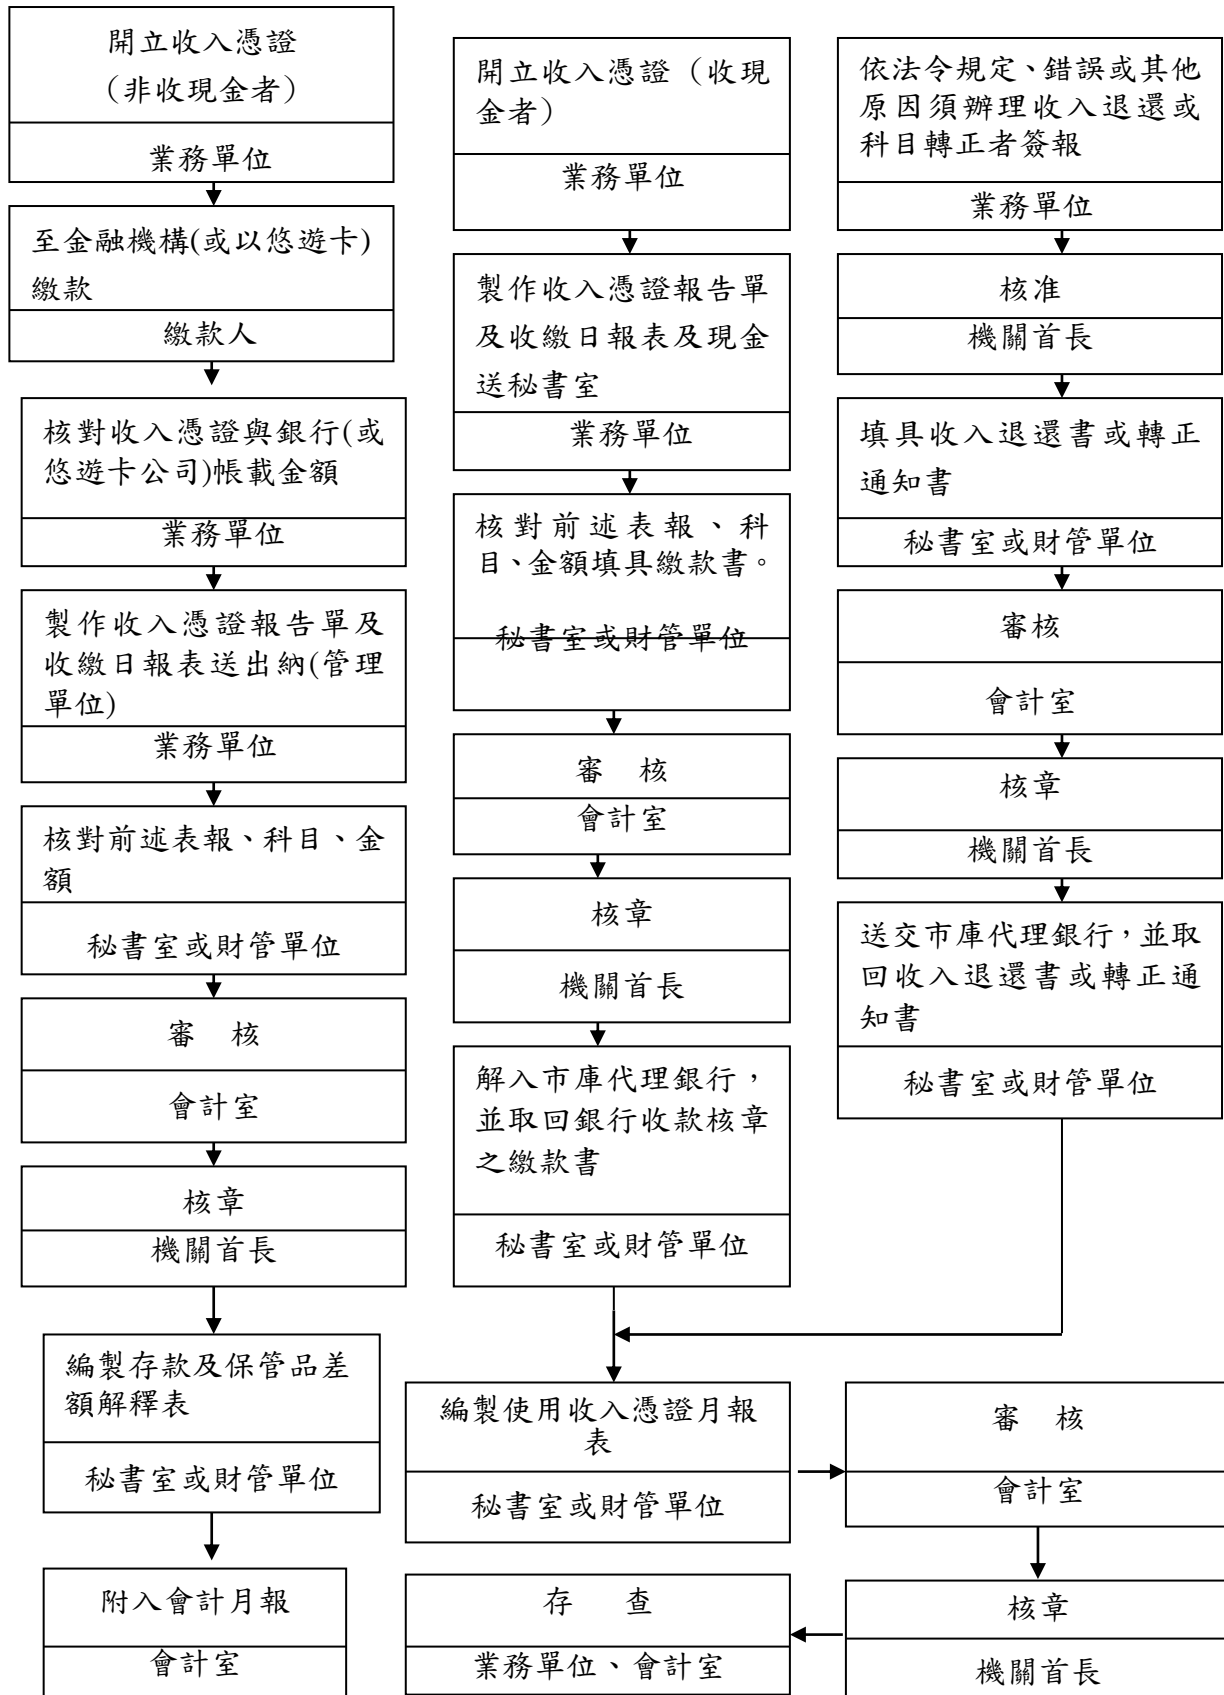 開立收入憑證
（非收現金者）
業務單位
至金融機構(或以悠遊卡)
繳款
繳款人
核對收入憑證與銀行(或
悠遊卡公司)帳載金額
業務單位
製作收入憑證報告單及
收繳日報表送出納(管理
單位)
業務單位
核對前述表報、科目、金
額
秘書室或財管單位
審　核
會計室
核章
機關首長
編製存款及保管品差
額解釋表
秘書室或財管單位
附入會計月報
會計室
開立收入憑證（收現
金者）
業務單位
製作收入憑證報告單
及收繳日報表及現金
送秘書室
業務單位
核對前述表報、科
目、金額填具繳款書。
秘書室或財管單位
審　核
會計室
核章
機關首長
解入市庫代理銀行，
並取回銀行收款核章
之繳款書
秘書室或財管單位
依法令規定、錯誤或其他
原因須辦理收入退還或
科目轉正者簽報
業務單位
核准
機關首長
填具收入退還書或轉正
通知書
秘書室或財管單位
審核
會計室
核章
機關首長
送交市庫代理銀行，並取
回收入退還書或轉正通
知書
秘書室或財管單位
編製使用收入憑證月報
表
秘書室或財管單位
審　核
會計室
核章
機關首長
存　　查
業務單位、會計室